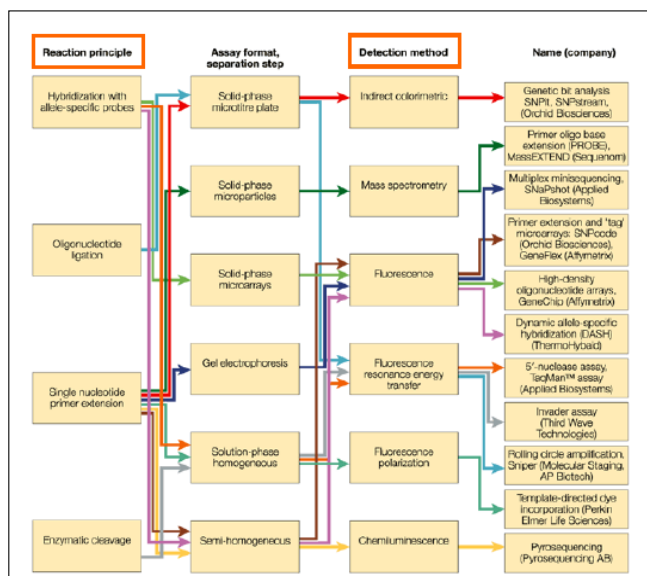 Reaction principle
Assay format,
separation step
Detection method
Name (company)
Hybridization with
allele-specific probes
Oligonucleotide
ligation
Single nucleotide
primer extension
Enzymatic cleavage
Solid-phase
microtitre plate
Solid-phase
microparticles
Solid-phase
microarrays
Gel electrophoresis
Solution-phase
homogeneous
Semi-homogeneous
Indirect colorimetric
Mass spectrometry
Fluorescence
Fluorescence
resonance energy
transfer
Fluorescence
polarization
Chemiluminescence
Genetic bit analysis
SNPIt, SNPstream,
(Orchid Biosciences)
Primer oligo base
extension (PROBE),
MassEXTEND (Sequenom)
Multiplex minisequencing,
SNaPshot (Applied
Biosystems)
Primer extension and 'tag'
microarrays: SNPcode
(Orchid Biosciences),
GeneFlex (Affymetrix)
High-density
oligonucleotide arrays,
GeneChip (Affymetrix)
Dynamic allele-specific
hybridization (DASH)
(ThermoHybaid)
5′-nuclease assay,
TaqMan™ assay
(Applied Biosystems)
Invader assay
(Third Wave
Technologies)
Rolling circle amplification,
Sniper (Molecular Staging,
AP Biotech)
Template-directed dye
incorporation (Perkin
Elmer Life Sciences)
Pyrosequencing
(Pyrosequencing AB)